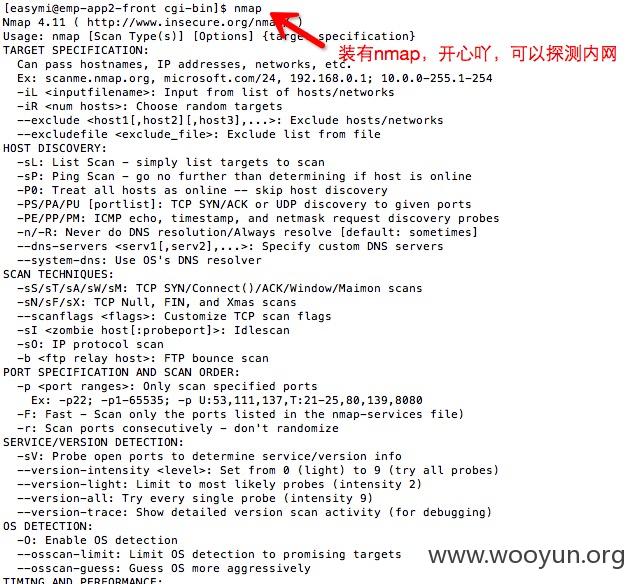 [easymi@emp-app2-front cgi-bin]$ nmap
Nmap 4.11 ( http://www.insecure.org/nmap/ )
Usage: nmap [Scan Type(s)] [Options] {target specification}
TARGET SPECIFICATION:
装有nmap，开心吖，可以探测内网
Can pass hostnames, IP addresses, networks, etc.
Ex: scanme.nmap.org, microsoft.com/24, 192.168.0.1; 10.0.0-255.1-254
-iL <inputfilename>: Input from list of hosts/networks
-iR <num hosts>: Choose random targets
--exclude <host1[,host2][,host3],...>: Exclude hosts/networks
--excludefile <exclude_file>: Exclude list from file
HOST DISCOVERY:
-sL: List Scan - simply list targets to scan
-sP: Ping Scan - go no further than determining if host is online
-P0: Treat all hosts as online -- skip host discovery
-PS/PA/PU [portlist]: TCP SYN/ACK or UDP discovery to given ports
-PE/PP/PM: ICMP echo, timestamp, and netmask request discovery probes
-n/-R: Never do DNS resolution/Always resolve [default: sometimes]
--dns-servers <serv1[,serv2],...>: Specify custom DNS servers
--system-dns: Use OS's DNS resolver
SCAN TECHNIQUES:
-sS/sT/sA/sW/sM: TCP SYN/Connect()/ACK/Window/Maimon scans
-sN/sF/sX: TCP Null, FIN, and Xmas scans
--scanflags <flags>: Customize TCP scan flags
-sI <zombie host[:probeport]>: Idlescan
-sO: IP protocol scan
-b <ftp relay host>: FTP bounce scan
PORT SPECIFICATION AND SCAN ORDER:
-p <port ranges>: Only scan specified ports
Ex: -p22; -p1-65535; -p U:53,111,137,T:21-25,80,139,8080
-F: Fast - Scan only the ports listed in the nmap-services file)
-r: Scan ports consecutively - don't randomize
SERVICE/VERSION DETECTION:
-sV: Probe open ports to determine service/version info
--version-intensity <level>: Set from 0 (light) to 9 (try all probes)
--version-light: Limit to most likely probes (intensity 2)
--version-all: Try every single probe (intensity 9)
--version-trace: Show detailed version scan activity (for debugging)
OS DETECTION:
-O: Enable OS detection
--osscan-limit: Limit OS detection to promising targets
--osscan-guess: Guess OS more aggressively
TIMING AND PERFORMANCE:
www.wooyun.org